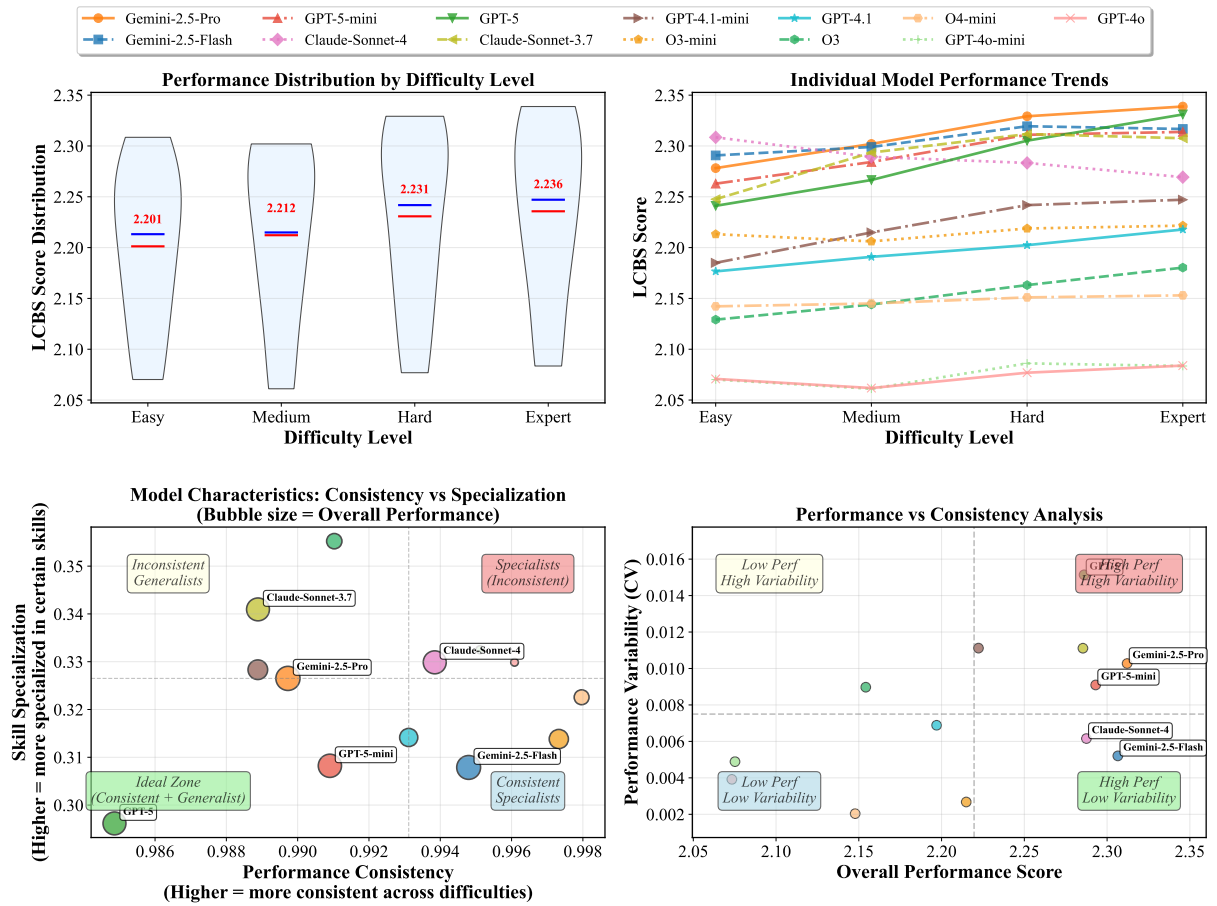 Gemini-2.5-Pro GPT-5-mini GPT-5 GPT-4.1-mini GPT-4.1 O4-mini GPT-4o
Gemini-2.5-Flash Claude-Sonnet-4 Claude-Sonnet-3.7 O3-mini O3 GPT-4o-mini
Performance Distribution by Difficulty Level
LCBS Score Distribution
2.35
2.30
2.25
2.20
2.15
2.10
2.05
2.201
2.212
2.231
2.236
Easy Medium Hard Expert
Difficulty Level
Individual Model Performance Trends
LCBS Score
2.35
2.30
2.25
2.20
2.15
2.10
2.05
Easy Medium Hard Expert
Difficulty Level
Model Characteristics: Consistency vs Specialization
(Bubble size = Overall Performance)
Skill Specialization
(Higher = more specialized in certain skills)
0.35
0.34
0.33
0.32
0.31
0.30
Inconsistent
Generalists
Specialists
(Inconsistent)
Claude-Sonnet-3.7
Claude-Sonnet-4
Gemini-2.5-Pro
GPT-5-mini
Gemini-2.5-Flash
Ideal Zone
(Consistent + Generalist)
Consistent
Specialists
GPT-5
0.986 0.988 0.990 0.992 0.994 0.996 0.998
Performance Consistency
(Higher = more consistent across difficulties)
Performance vs Consistency Analysis
Performance Variability (CV)
0.016
0.014
0.012
0.010
0.008
0.006
0.004
0.002
Low Perf
High Variability
GPT-5
High Perf
High Variability
Gemini-2.5-Pro
GPT-5-mini
Claude-Sonnet-4
Gemini-2.5-Flash
Low Perf
Low Variability
High Perf
Low Variability
2.05 2.10 2.15 2.20 2.25 2.30 2.35
Overall Performance Score